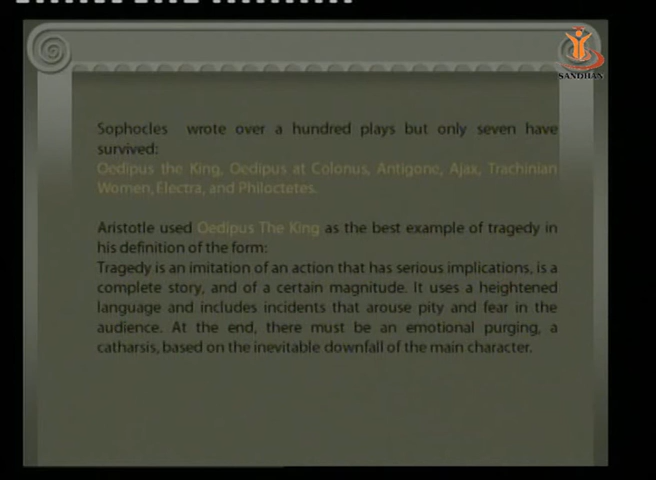 SANDHAN
Sophocles wrote over a hundred plays but only seven have
survived:
Oedipus the King, Oedipus at Colonus, Antigone, Ajax, Trachinian
Women, Electra, and Philoctetes.
Aristotle used Oedipus The King as the best example of tragedy in
his definition of the form:
Tragedy is an imitation of an action that has serious implications, is a
complete story, and of a certain magnitude. It uses a heightened
language and includes incidents that arouse pity and fear in the
audience. At the end, there must be an emotional purging, a
catharsis, based on the inevitable downfall of the main character.